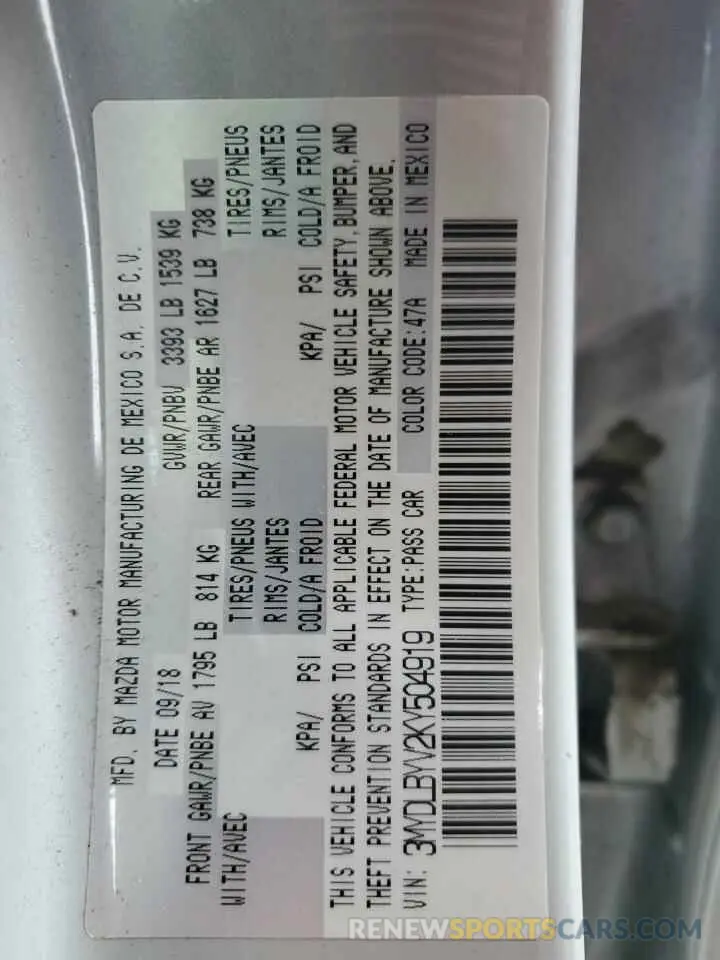 MFD. BY MAZDA MOTOR MANUFACTURING DE MEXICO S.A. DE C.V.
DATE 09/18 GVWR/PNBV 3393 LB 1539 KG
FRONT GAWR/PNBE AV 1795 LB 814 KG REAR GAWR/PNBE AR 1627 LB 738 KG
WITH/AVEC TIRES/PNEUS WITH/AVEC TIRES/PNEUS
RIMS/JANTES RIMS/JANTES
KPA/ PSI COLD/A FROID KPA/ PSI COLD/A FROID
THIS VEHICLE CONFORMS TO ALL APPLICABLE FEDERAL MOTOR VEHICLE SAFETY, BUMPER, AND
THEFT PREVENTION STANDARDS IN EFFECT ON THE DATE OF MANUFACTURE SHOWN ABOVE.
VIN: 3MYDLBYV2KY504919 TYPE:PASS CAR COLOR CODE:47A MADE IN MEXICO
RENEWSPORTSCARS.COM